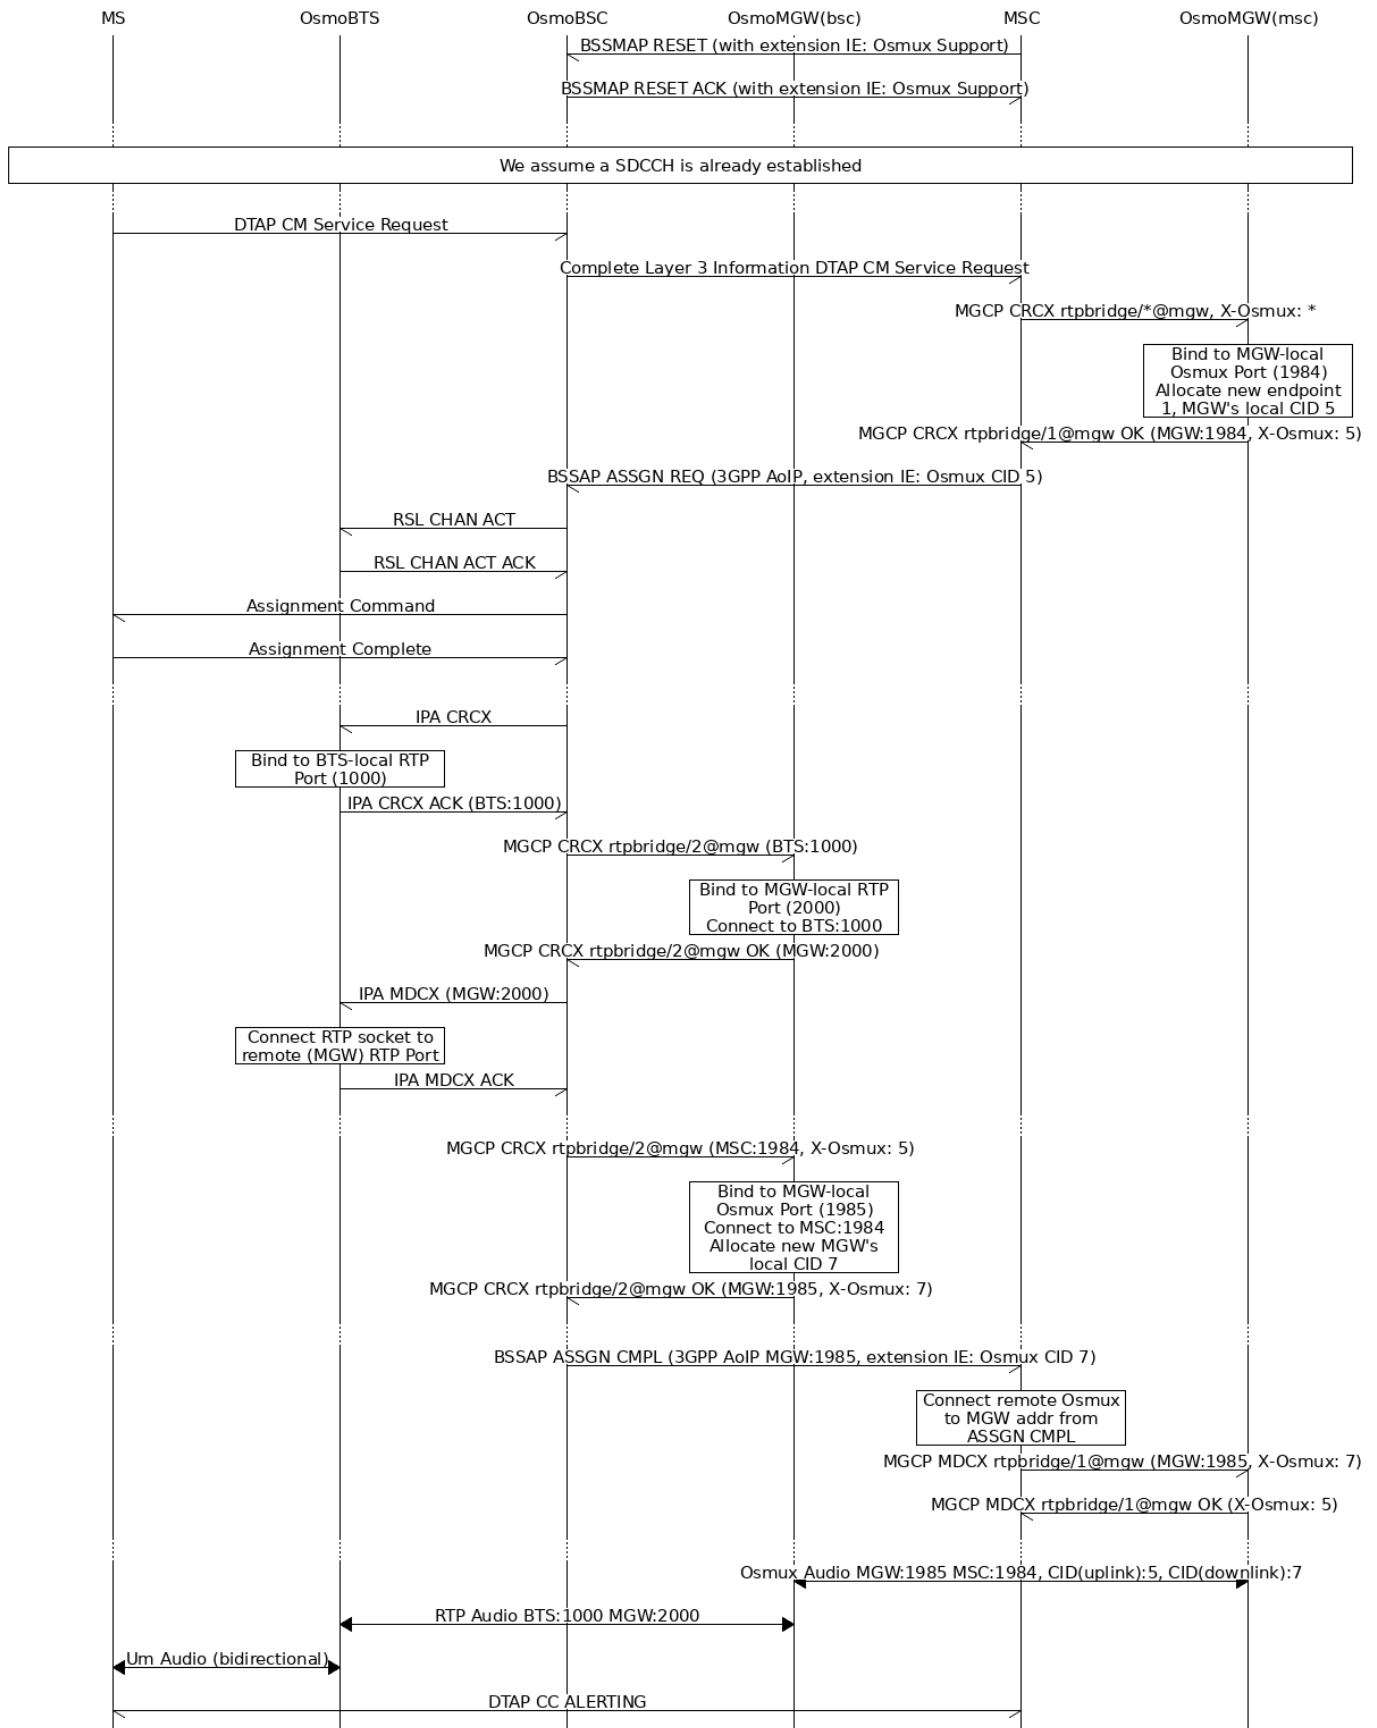 MS OsmoBTS OsmoBSC OsmoMGW(bsc) MSC OsmoMGW(msc)
BSSMAP RESET (with extension IE: Osmux Support)
BSSMAP RESET ACK (with extension IE: Osmux Support)
We assume a SDCCH is already established
DTAP CM Service Request
Complete Layer 3 Information DTAP CM Service Request
MGCP CRCX rtpbridge/*@mgw, X-Osmux: *
Bind to MGW-local
Osmux Port (1984)
Allocate new endpoint
1, MGW's local CID 5
MGCP CRCX rtpbridge/1@mgw OK (MGW:1984, X-Osmux: 5)
BSSAP ASSGN REQ (3GPP AoIP, extension IE: Osmux CID 5)
RSL CHAN ACT
RSL CHAN ACT ACK
Assignment Command
Assignment Complete
IPA CRCX
Bind to BTS-local RTP
Port (1000)
IPA CRCX ACK (BTS:1000)
MGCP CRCX rtpbridge/2@mgw (BTS:1000)
Bind to MGW-local RTP
Port (2000)
Connect to BTS:1000
MGCP CRCX rtpbridge/2@mgw OK (MGW:2000)
IPA MDCX (MGW:2000)
Connect RTP socket to
remote (MGW) RTP Port
IPA MDCX ACK
MGCP CRCX rtpbridge/2@mgw (MSC:1984, X-Osmux: 5)
Bind to MGW-local
Osmux Port (1985)
Connect to MSC:1984
Allocate new MGW's
local CID 7
MGCP CRCX rtpbridge/2@mgw OK (MGW:1985, X-Osmux: 7)
BSSAP ASSGN CMPL (3GPP AoIP MGW:1985, extension IE: Osmux CID 7)
Connect remote Osmux
to MGW addr from
ASSGN CMPL
MGCP MDCX rtpbridge/1@mgw (MGW:1985, X-Osmux: 7)
MGCP MDCX rtpbridge/1@mgw OK (X-Osmux: 5)
Osmux Audio MGW:1985 MSC:1984, CID(uplink):5, CID(downlink):7
RTP Audio BTS:1000 MGW:2000
Um Audio (bidirectional)
DTAP CC ALERTING